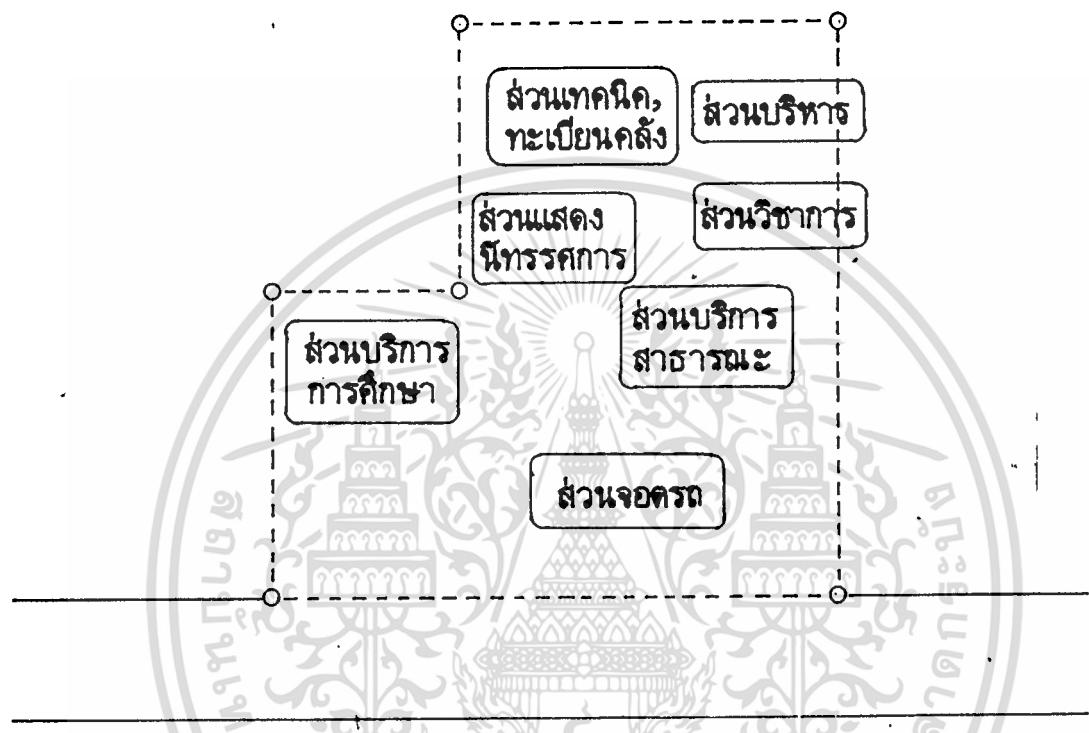 ส่วนเทคนิค,
ทะเบียนคลัง
ส่วนบริหาร
ส่วนแสดง
นิทรรศการ
ส่วนวิชาการ
ส่วนบริการ
สาธารณะ
ส่วนบริการ
การศึกษา
ส่วนจอดรถ